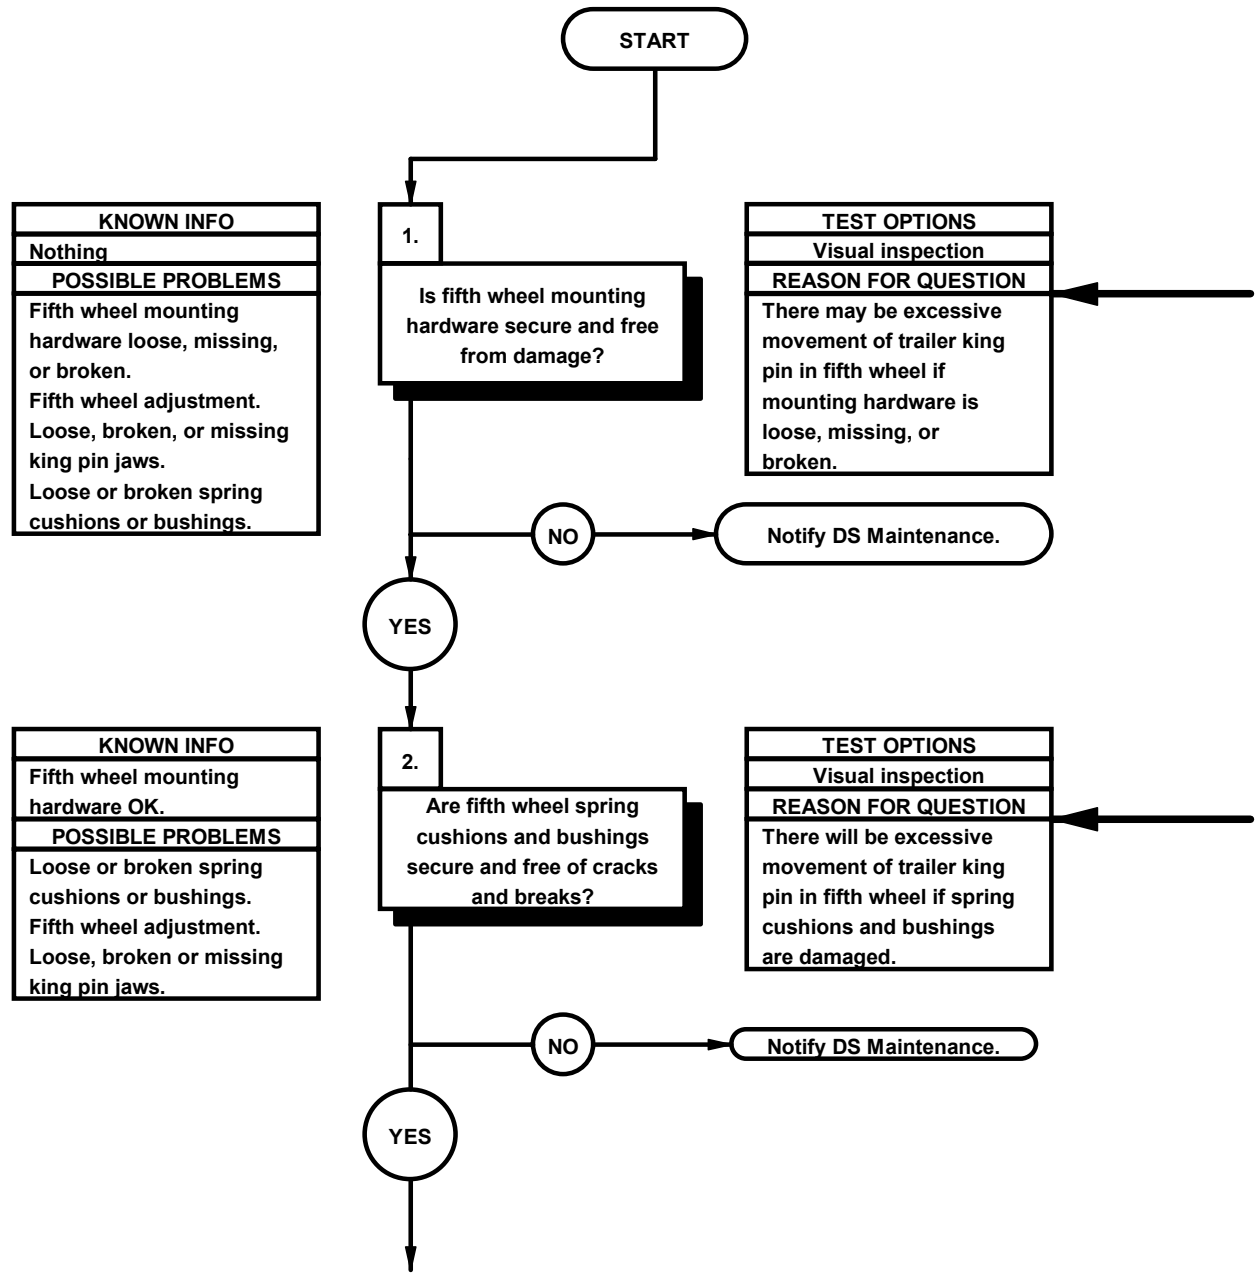 START
KNOWN INFO
Nothing
POSSIBLE PROBLEMS
Fifth wheel mounting
hardware loose, missing,
or broken.
Fifth wheel adjustment.
Loose, broken, or missing
king pin jaws.
Loose or broken spring
cushions or bushings.
1.
Is fifth wheel mounting
hardware secure and free
from damage?
TEST OPTIONS
Visual inspection
REASON FOR QUESTION
There may be excessive
movement of trailer king
pin in fifth wheel if
mounting hardware is
loose, missing, or
broken.
NO
Notify DS Maintenance.
YES
KNOWN INFO
Fifth wheel mounting
hardware OK.
POSSIBLE PROBLEMS
Loose or broken spring
cushions or bushings.
Fifth wheel adjustment.
Loose, broken or missing
king pin jaws.
2.
Are fifth wheel spring
cushions and bushings
secure and free of cracks
and breaks?
TEST OPTIONS
Visual inspection
REASON FOR QUESTION
There will be excessive
movement of trailer king
pin in fifth wheel if spring
cushions and bushings
are damaged.
NO
Notify DS Maintenance.
YES